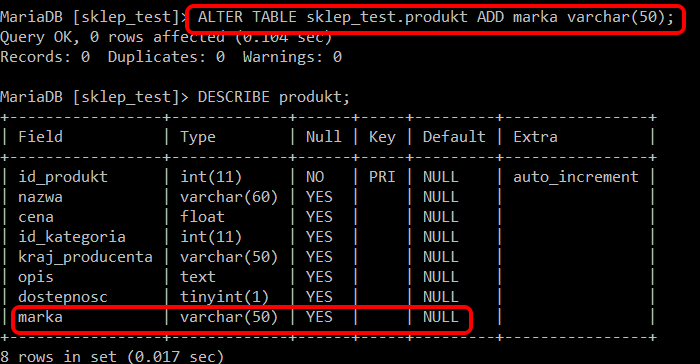 MariaDB [sklep_test]> ALTER TABLE sklep_test.produkt ADD marka varchar(50);
Query OK, 0 rows affected (0.104 sec)
Records: 0  Duplicates: 0  Warnings: 0

MariaDB [sklep_test]> DESCRIBE produkt;
+-----------------+-------------+------+-----+---------+----------------+
| Field           | Type        | Null | Key | Default | Extra          |
+-----------------+-------------+------+-----+---------+----------------+
| id_produkt      | int(11)     | NO   | PRI | NULL    | auto_increment |
| nazwa           | varchar(60) | YES  |     | NULL    |                |
| cena            | float       | YES  |     | NULL    |                |
| id_kategoria    | int(11)     | YES  |     | NULL    |                |
| kraj_producenta | varchar(50) | YES  |     | NULL    |                |
| opis            | text        | YES  |     | NULL    |                |
| dostepnosc      | tinyint(1)  | YES  |     | NULL    |                |
| marka           | varchar(50) | YES  |     | NULL    |                |
+-----------------+-------------+------+-----+---------+----------------+
8 rows in set (0.017 sec)